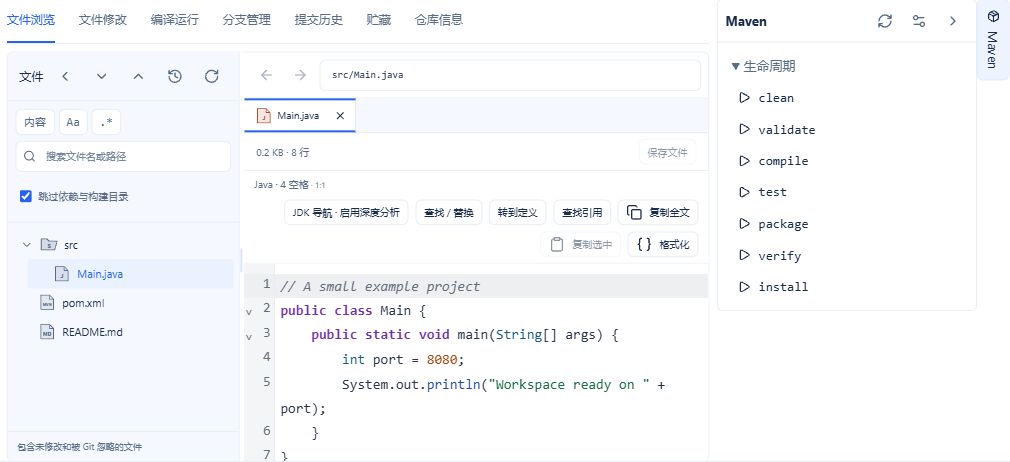 文件浏览 文件修改 编译运行 分支管理 提交历史 贮藏 仓库信息
文件
内容 Aa .*
搜索文件名或路径
跳过依赖与构建目录
src
Main.java
pom.xml
README.md
包含未修改和被 Git 忽略的文件
src/Main.java
Main.java
0.2 KB · 8 行 保存文件
Java · 4 空格 · 1:1
JDK 导航 · 启用深度分析 查找 / 替换 转到定义 查找引用 复制全文
复制选中 {} 格式化
1 // A small example project
2 public class Main {
3 public static void main(String[] args) {
4 int port = 8080;
5 System.out.println("Workspace ready on " +
port);
6 }
7 }
Maven
生命周期
clean
validate
compile
test
package
verify
install
Maven